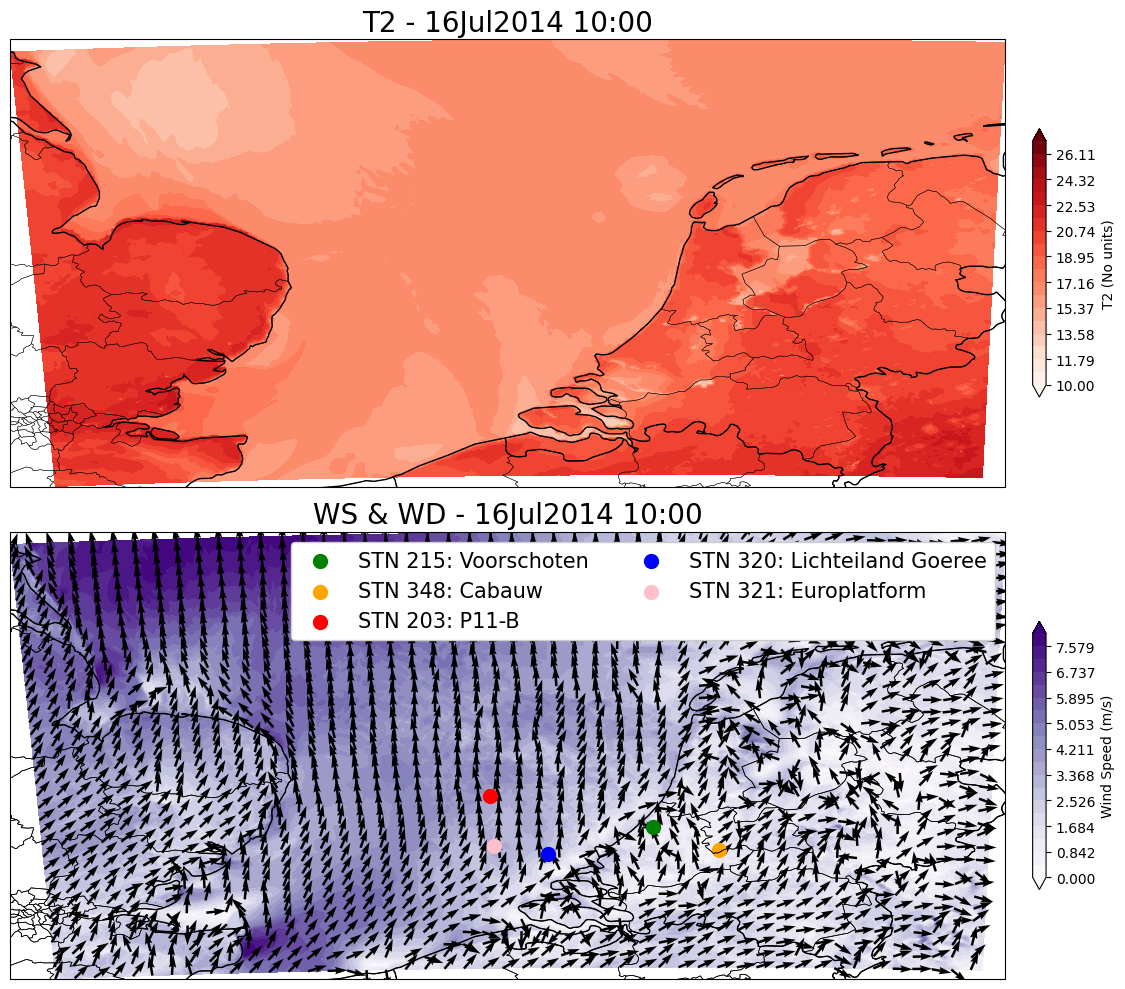 T2 - 16Jul2014 10:00
26.11
24.32
22.53
20.74
18.95
17.16
15.37
13.58
11.79
10.00
T2 (No units)
WS & WD - 16Jul2014 10:00
STN 215: Voorschoten
STN 348: Cabauw
STN 203: P11-B
STN 320: Lichteiland Goeree
STN 321: Europlatform
7.579
6.737
5.895
5.053
4.211
3.368
2.526
1.684
0.842
0.000
Wind Speed (m/s)